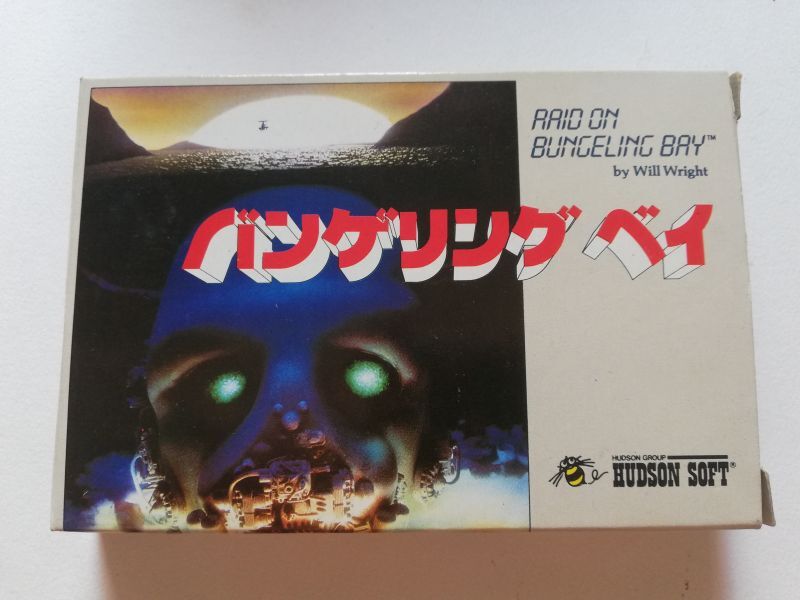 RAID ON
BUNGELING BAY™
by Will Wright
バンゲリング ベイ
HUDSON GROUP
HUDSON SOFT®